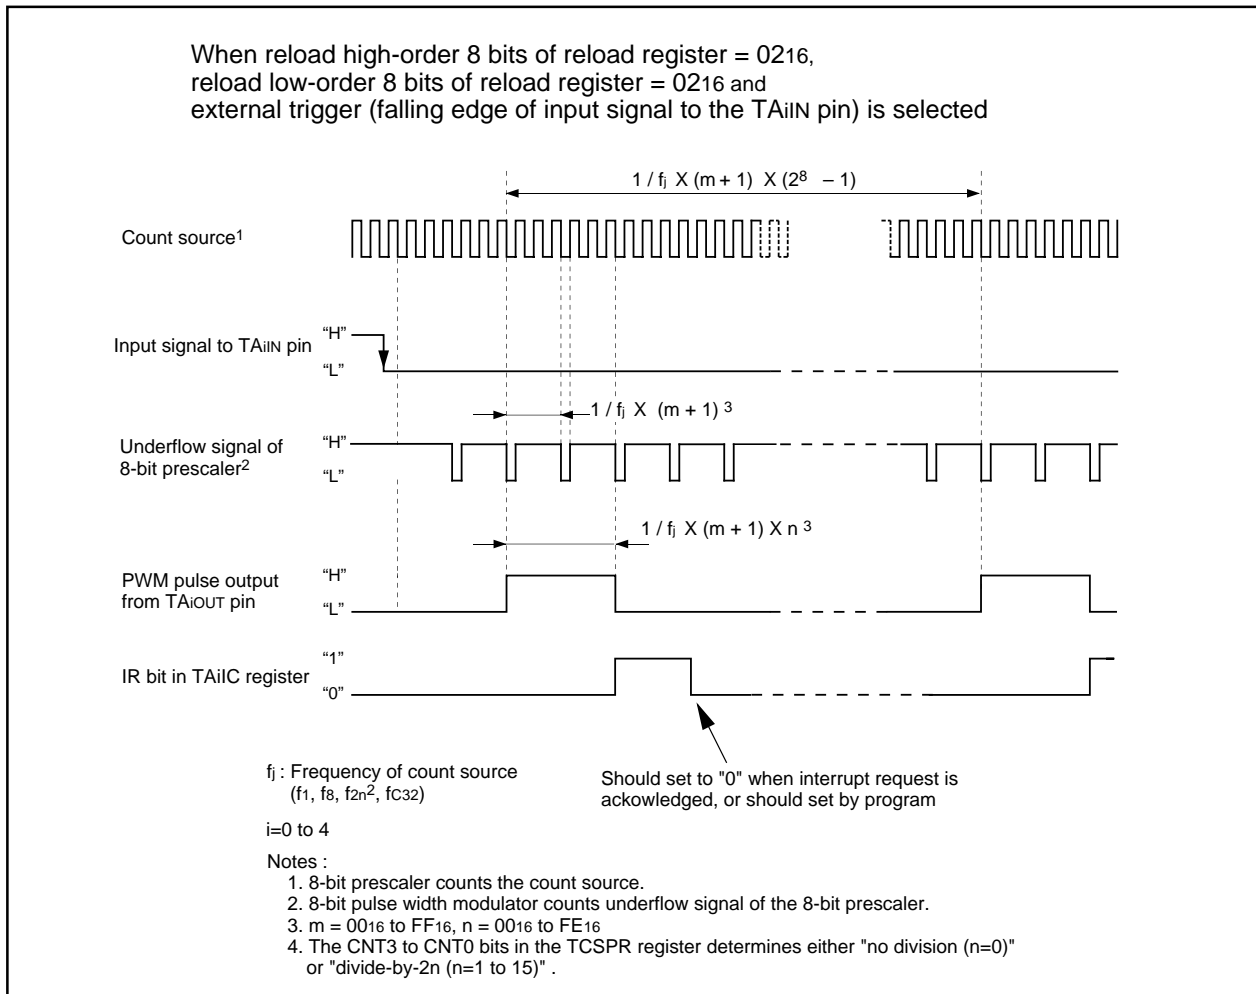 When reload high-order 8 bits of reload register = 0216,
reload low-order 8 bits of reload register = 0216 and
external trigger (falling edge of input signal to the TAiIN pin) is selected
1 / fj X (m + 1) X (2^8 – 1)
Count source1
“H”
Input signal to TAiIN pin
“L”
1 / fj X (m + 1) 3
Underflow signal of
8-bit prescaler2
“H”
“L”
1 / fj X (m + 1) X n 3
PWM pulse output
from TAiOUT pin
“H”
“L”
“1”
IR bit in TAiIC register
“0”
fj : Frequency of count source
(f1, f8, f2n2, fC32)
Should set to "0" when interrupt request is
ackowledged, or should set by program
i=0 to 4
Notes :
1. 8-bit prescaler counts the count source.
2. 8-bit pulse width modulator counts underflow signal of the 8-bit prescaler.
3. m = 0016 to FF16, n = 0016 to FE16
4. The CNT3 to CNT0 bits in the TCSPR register determines either "no division (n=0)"
or "divide-by-2n (n=1 to 15)" .